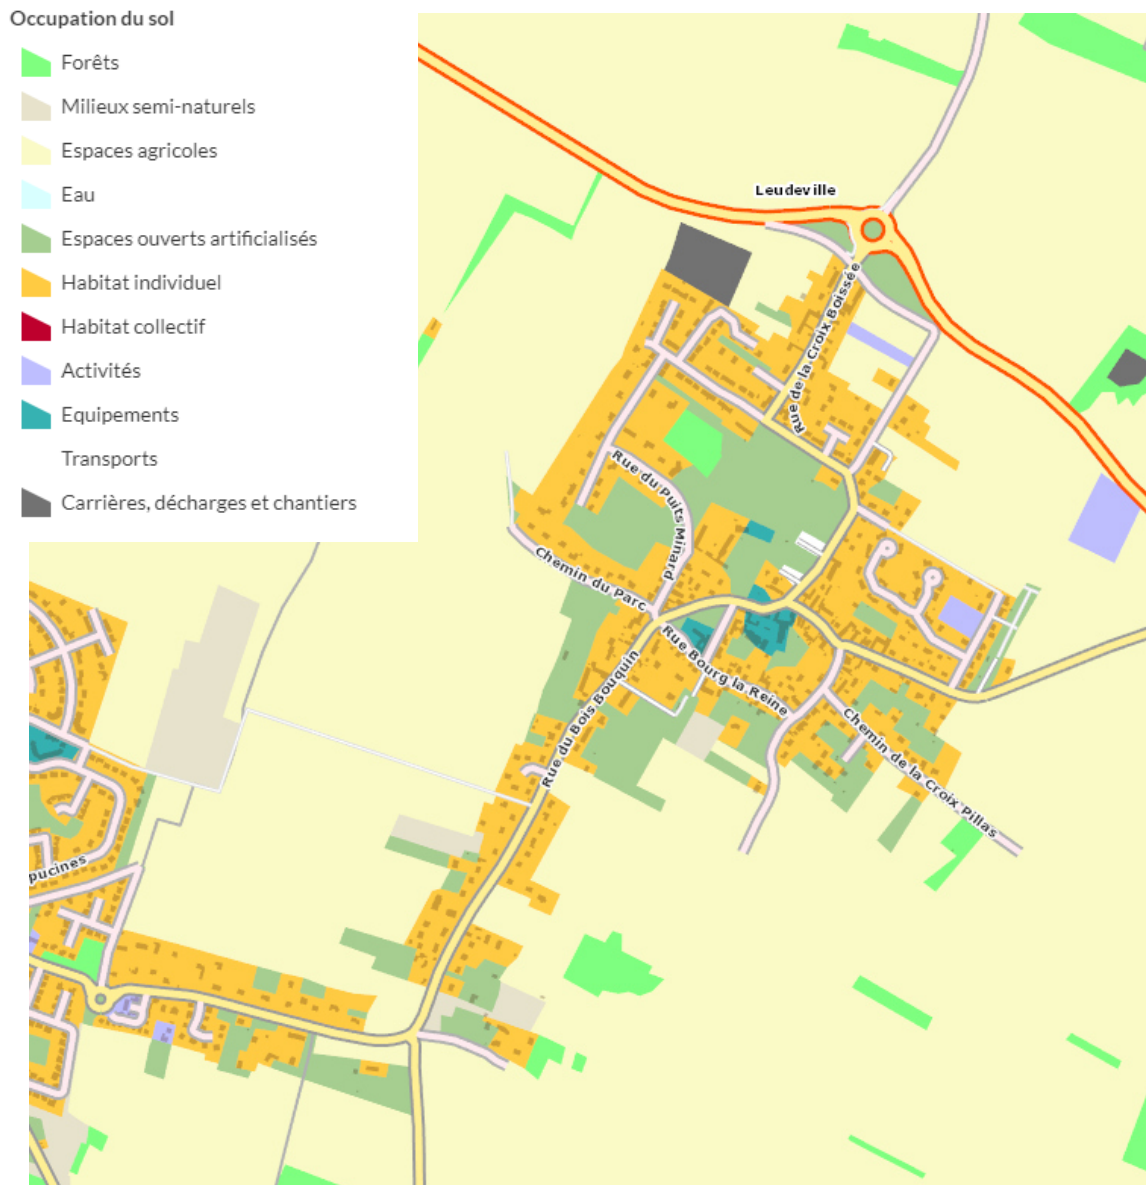 Occupation du sol
Forêts
Milieux semi-naturels
Espaces agricoles
Eau
Espaces ouverts artificialisés
Habitat individuel
Habitat collectif
Activités
Equipements
Transports
Carrières, décharges et chantiers
Leudeville
Rue de la Croix Boissée
Rue du Puits Minard
Chemin du Parc
Rue Bourg la Reine
Rue du Bois Bouquin
Chemin de la Croix Pillas
pucines